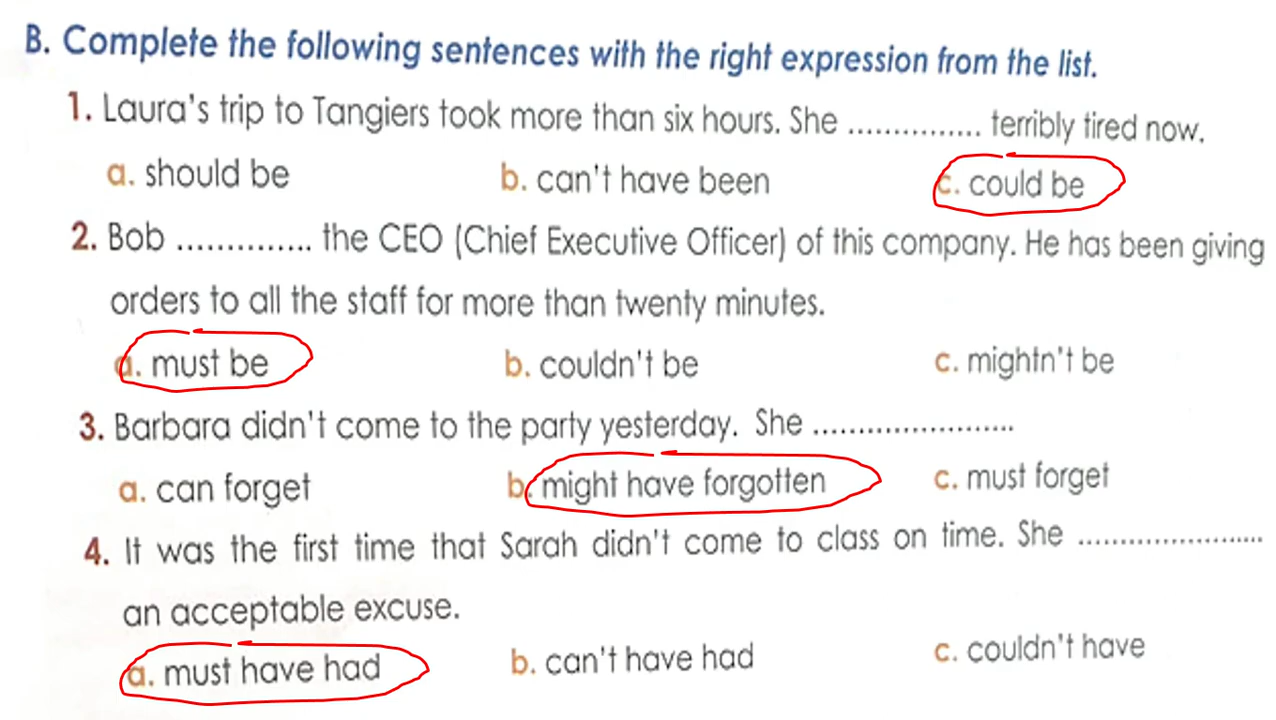 B. Complete the following sentences with the right expression from the list.
1. Laura's trip to Tangiers took more than six hours. She ............... terribly tired now.
a. should be b. can't have been c. could be
2. Bob .............. the CEO (Chief Executive Officer) of this company. He has been giving
orders to all the staff for more than twenty minutes.
a. must be b. couldn't be c. mightn't be
3. Barbara didn't come to the party yesterday. She ......................
a. can forget b. might have forgotten c. must forget
4. It was the first time that Sarah didn't come to class on time. She ......................
an acceptable excuse.
a. must have had b. can't have had c. couldn't have